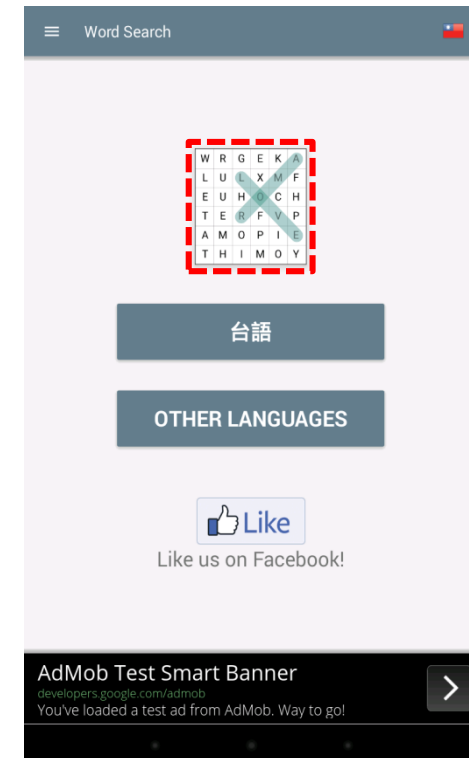 Word Search
W R G E K A
L U L X M F
E U H O C H
T E R F V P
A M O P I E
T H I M O Y
台語
OTHER LANGUAGES
Like
Like us on Facebook!
AdMob Test Smart Banner
developers.google.com/admob
You've loaded a test ad from AdMob. Way to go!